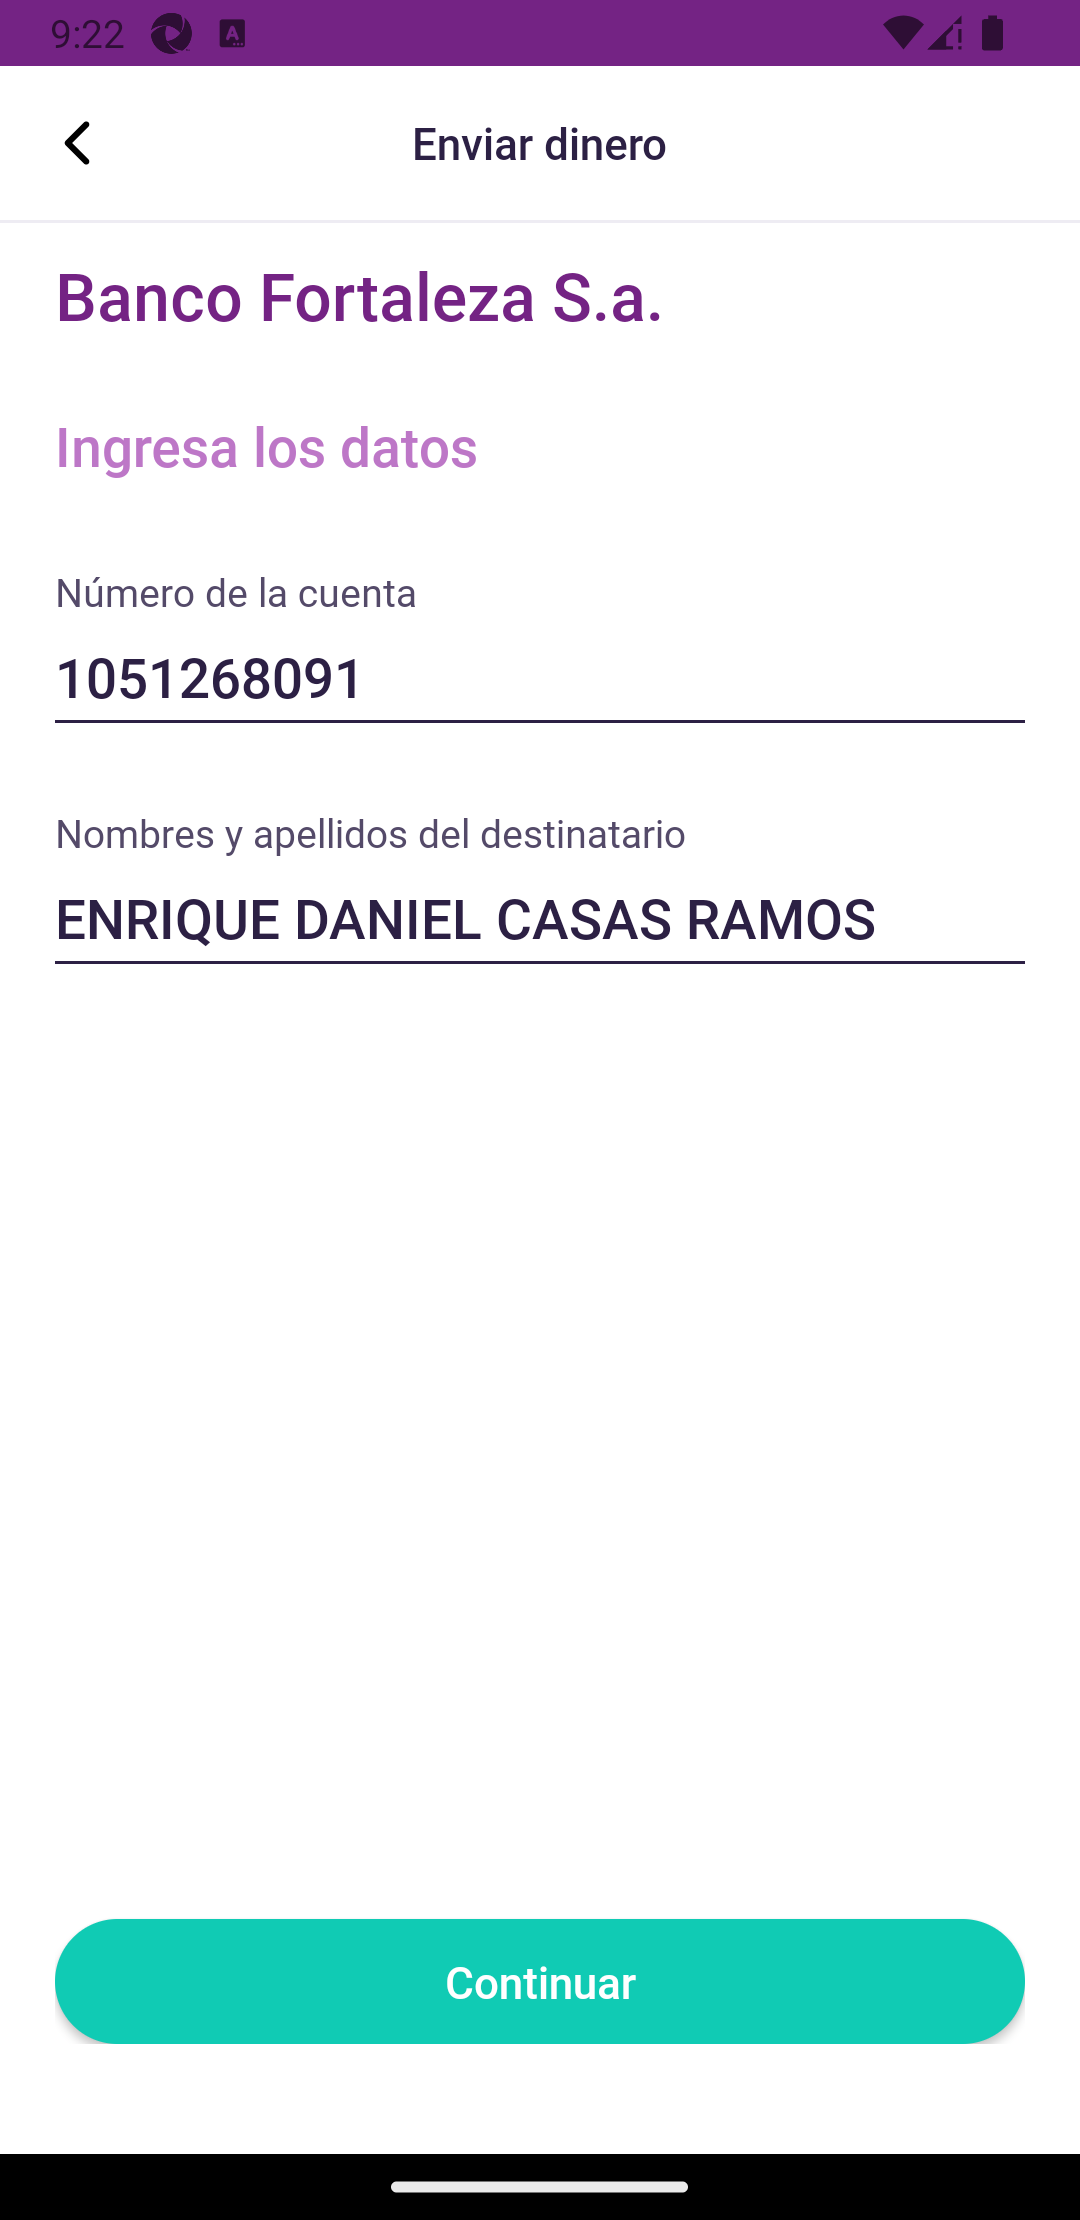 9:22
Enviar dinero
Banco Fortaleza S.a.
Ingresa los datos
Número de la cuenta
1051268091
Nombres y apellidos del destinatario
ENRIQUE DANIEL CASAS RAMOS
Continuar